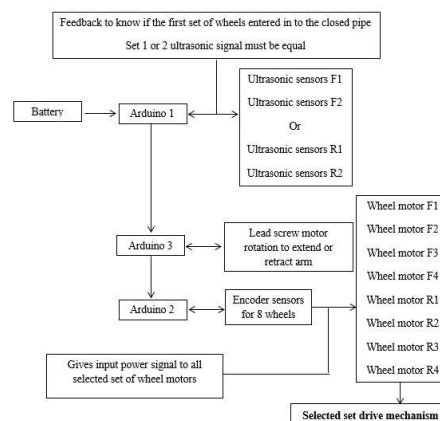 Feedback to know if the first set of wheels entered in to the closed pipe
Set 1 or 2 ultrasonic signal must be equal
Battery
Arduino 1
Ultrasonic sensors F1
Ultrasonic sensors F2
Or
Ultrasonic sensors R1
Ultrasonic sensors R2
Arduino 3
Lead screw motor
rotation to extend or
retract arm
Arduino 2
Encoder sensors
for 8 wheels
Wheel motor F1
Wheel motor F2
Wheel motor F3
Wheel motor F4
Wheel motor R1
Wheel motor R2
Wheel motor R3
Wheel motor R4
Gives input power signal to all
selected set of wheel motors
Selected set drive mechanism